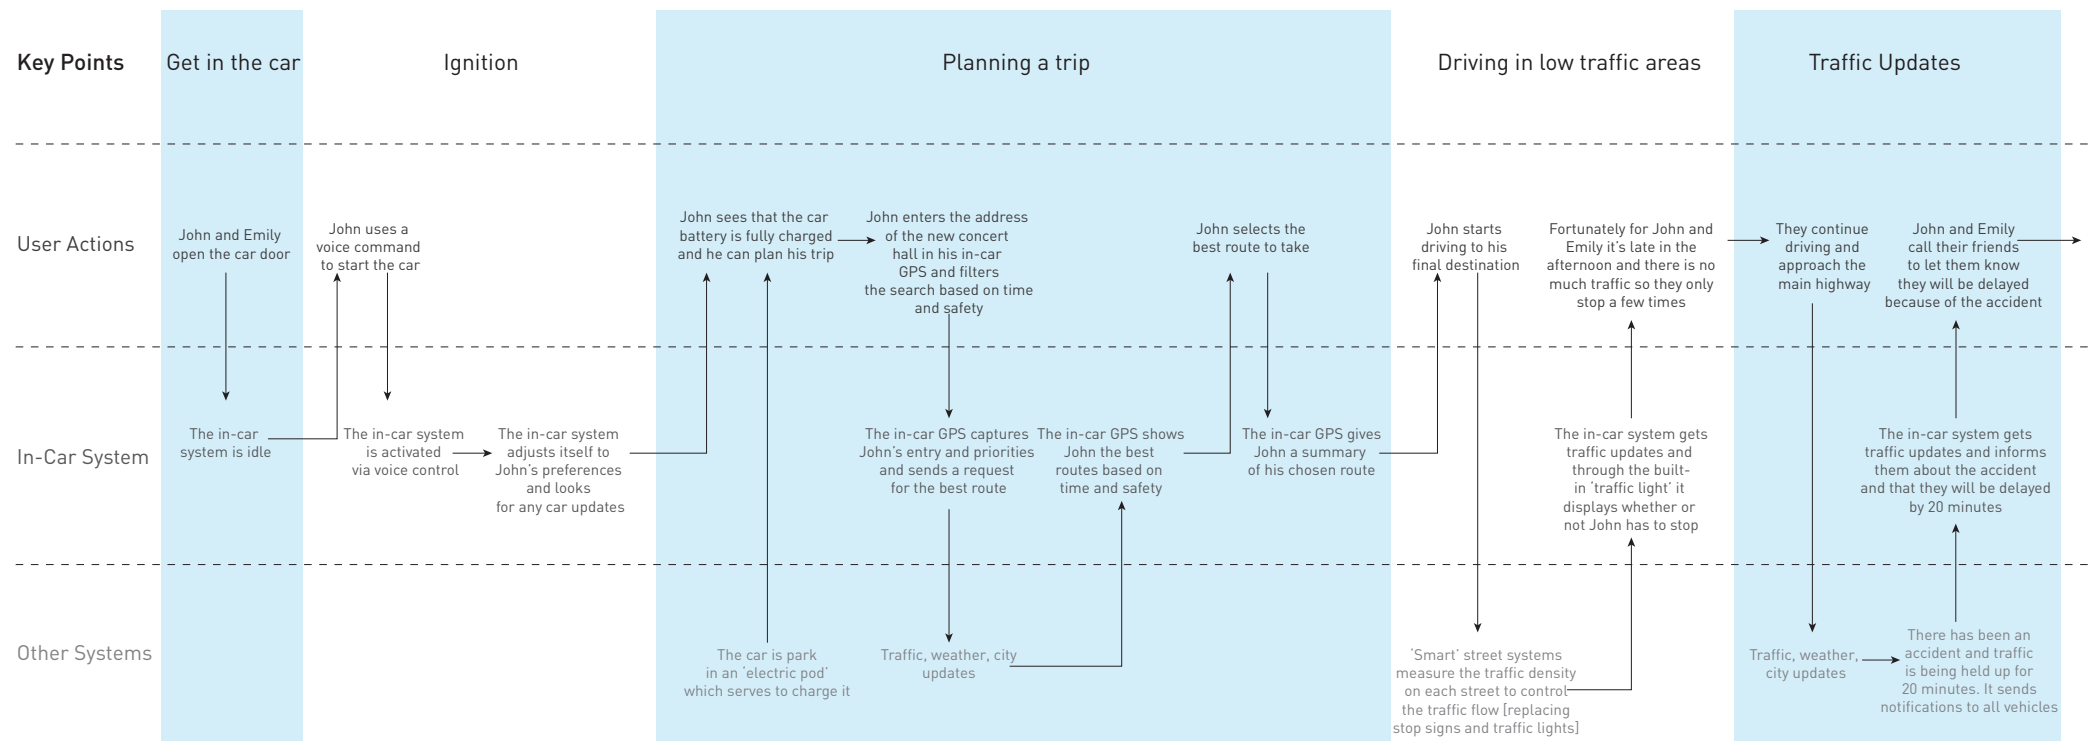 Key Points
Get in the car
Ignition
Planning a trip
Driving in low traffic areas
Traffic Updates
User Actions
John and Emily
open the car door
John uses a
voice command
to start the car
John sees that the car
battery is fully charged
and he can plan his trip
John enters the address
of the new concert
hall in his in-car
GPS and filters
the search based on time
and safety
John selects the
best route to take
John starts
driving to his
final destination
Fortunately for John and
Emily it's late in the
afternoon and there is no
much traffic so they only
stop a few times
They continue
driving and
approach the
main highway
John and Emily
call their friends
to let them know
they will be delayed
because of the accident
In-Car System
The in-car
system is idle
The in-car system
is activated
via voice control
The in-car system
adjusts itself to
John's preferences
and looks
for any car updates
The in-car GPS captures
John's entry and priorities
and sends a request
for the best route
The in-car GPS shows
John the best
routes based on
time and safety
The in-car GPS gives
John a summary
of his chosen route
The in-car system gets
traffic updates and
through the built-
in 'traffic light' it
displays whether or
not John has to stop
The in-car system gets
traffic updates and informs
them about the accident
and that they will be delayed
by 20 minutes
Other Systems
The car is park
in an 'electric pod'
which serves to charge it
Traffic, weather, city
updates
'Smart' street systems
measure the traffic density
on each street to control
the traffic flow [replacing
stop signs and traffic lights]
Traffic, weather,
city updates
There has been an
accident and traffic
is being held up for
20 minutes. It sends
notifications to all vehicles